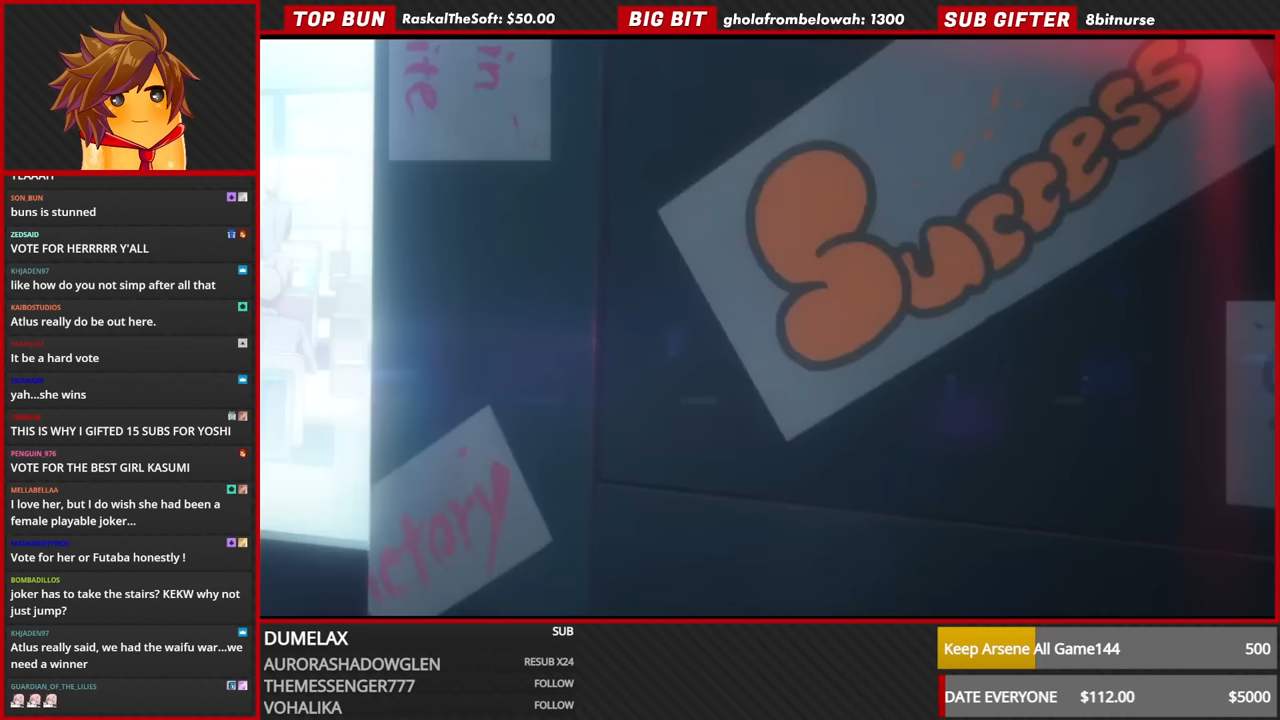 TOP BUN RaskalTheSoft: $50.00 BIG BIT gholafrombelowah: 1300 SUB GIFTER 8bitnurse
SON_BUN
buns is stunned
ZEDSAID
VOTE FOR HERRRRR Y'ALL
KHJADEN97
like how do you not simp after all that
KAIBOSTUDIOS
Atlus really do be out here.
It be a hard vote
yah...she wins
THIS IS WHY I GIFTED 15 SUBS FOR YOSHI
PENGUIN_976
VOTE FOR THE BEST GIRL KASUMI
MELLABELLAA
I love her, but I do wish she had been a
female playable joker...
Vote for her or Futaba honestly !
BOMBADILLOS
joker has to take the stairs? KEKW why not
just jump?
KHJADEN97
Atlus really said, we had the waifu war...we
need a winner
GUARDIAN_OF_THE_LILIES
in
ite
Success
ictory
DUMELAX SUB
AURORASHADOWGLEN RESUB X24
THEMESSENGER777 FOLLOW
VOHALIKA FOLLOW
Keep Arsene All Game144 500
DATE EVERYONE $112.00 $5000